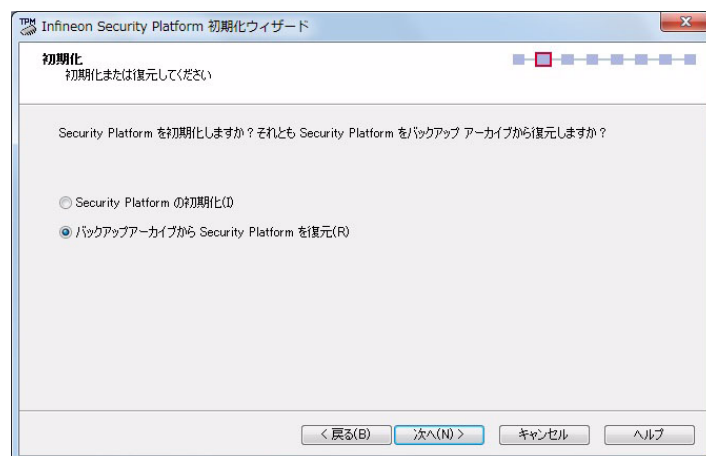 TPM
Infineon Security Platform 初期化ウィザード
初期化
初期化または復元してください
Security Platform を初期化しますか？それとも Security Platform をバックアップ アーカイブから復元しますか？
Security Platform の初期化(I)
バックアップアーカイブから Security Platform を復元(R)
< 戻る(B)
次へ(N) >
キャンセル
ヘルプ